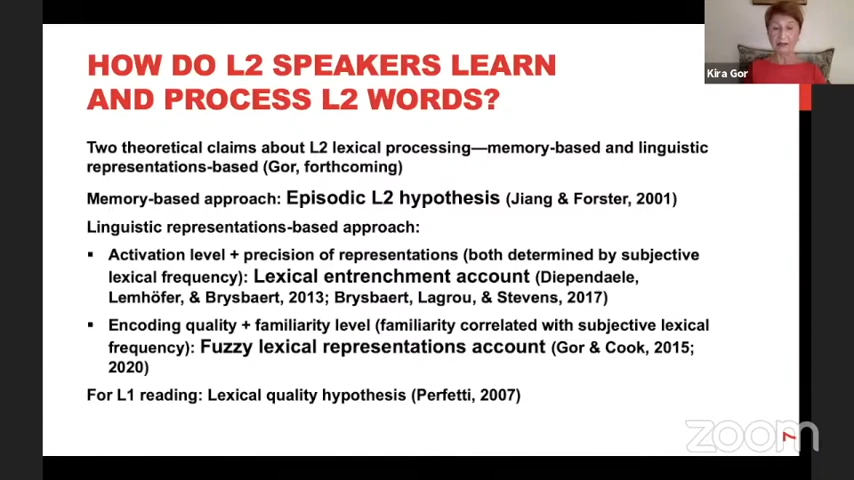 HOW DO L2 SPEAKERS LEARN
AND PROCESS L2 WORDS?
Kira Gor
Two theoretical claims about L2 lexical processing—memory-based and linguistic
representations-based (Gor, forthcoming)
Memory-based approach: Episodic L2 hypothesis (Jiang & Forster, 2001)
Linguistic representations-based approach:
▪ Activation level + precision of representations (both determined by subjective
lexical frequency): Lexical entrenchment account (Diependaele,
Lemhöfer, & Brysbaert, 2013; Brysbaert, Lagrou, & Stevens, 2017)
▪ Encoding quality + familiarity level (familiarity correlated with subjective lexical
frequency): Fuzzy lexical representations account (Gor & Cook, 2015;
2020)
For L1 reading: Lexical quality hypothesis (Perfetti, 2007)
zoom
7